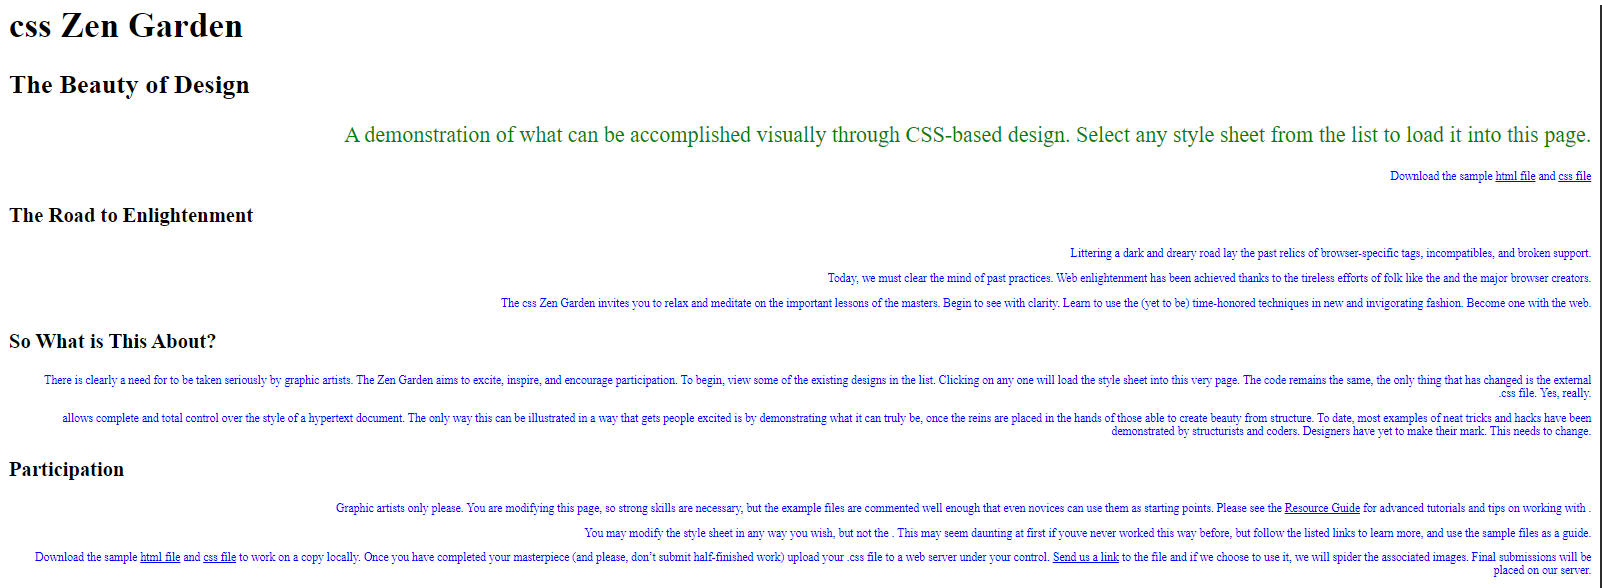 css Zen Garden
The Beauty of Design
A demonstration of what can be accomplished visually through CSS-based design. Select any style sheet from the list to load it into this page.
Download the sample html file and css file
The Road to Enlightenment
Littering a dark and dreary road lay the past relics of browser-specific tags, incompatibles, and broken support.
Today, we must clear the mind of past practices. Web enlightenment has been achieved thanks to the tireless efforts of folk like the and the major browser creators.
The css Zen Garden invites you to relax and meditate on the important lessons of the masters. Begin to see with clarity. Learn to use the (yet to be) time-honored techniques in new and invigorating fashion. Become one with the web.
So What is This About?
There is clearly a need for to be taken seriously by graphic artists. The Zen Garden aims to excite, inspire, and encourage participation. To begin, view some of the existing designs in the list. Clicking on any one will load the style sheet into this very page. The code remains the same, the only thing that has changed is the external
.css file. Yes, really.
allows complete and total control over the style of a hypertext document. The only way this can be illustrated in a way that gets people excited is by demonstrating what it can truly be, once the reins are placed in the hands of those able to create beauty from structure. To date, most examples of neat tricks and hacks have been
demonstrated by structurists and coders. Designers have yet to make their mark. This needs to change.
Participation
Graphic artists only please. You are modifying this page, so strong skills are necessary, but the example files are commented well enough that even novices can use them as starting points. Please see the Resource Guide for advanced tutorials and tips on working with .
You may modify the style sheet in any way you wish, but not the . This may seem daunting at first if youve never worked this way before, but follow the listed links to learn more, and use the sample files as a guide.
Download the sample html file and css file to work on a copy locally. Once you have completed your masterpiece (and please, don’t submit half-finished work) upload your .css file to a web server under your control. Send us a link to the file and if we choose to use it, we will spider the associated images. Final submissions will be
placed on our server.